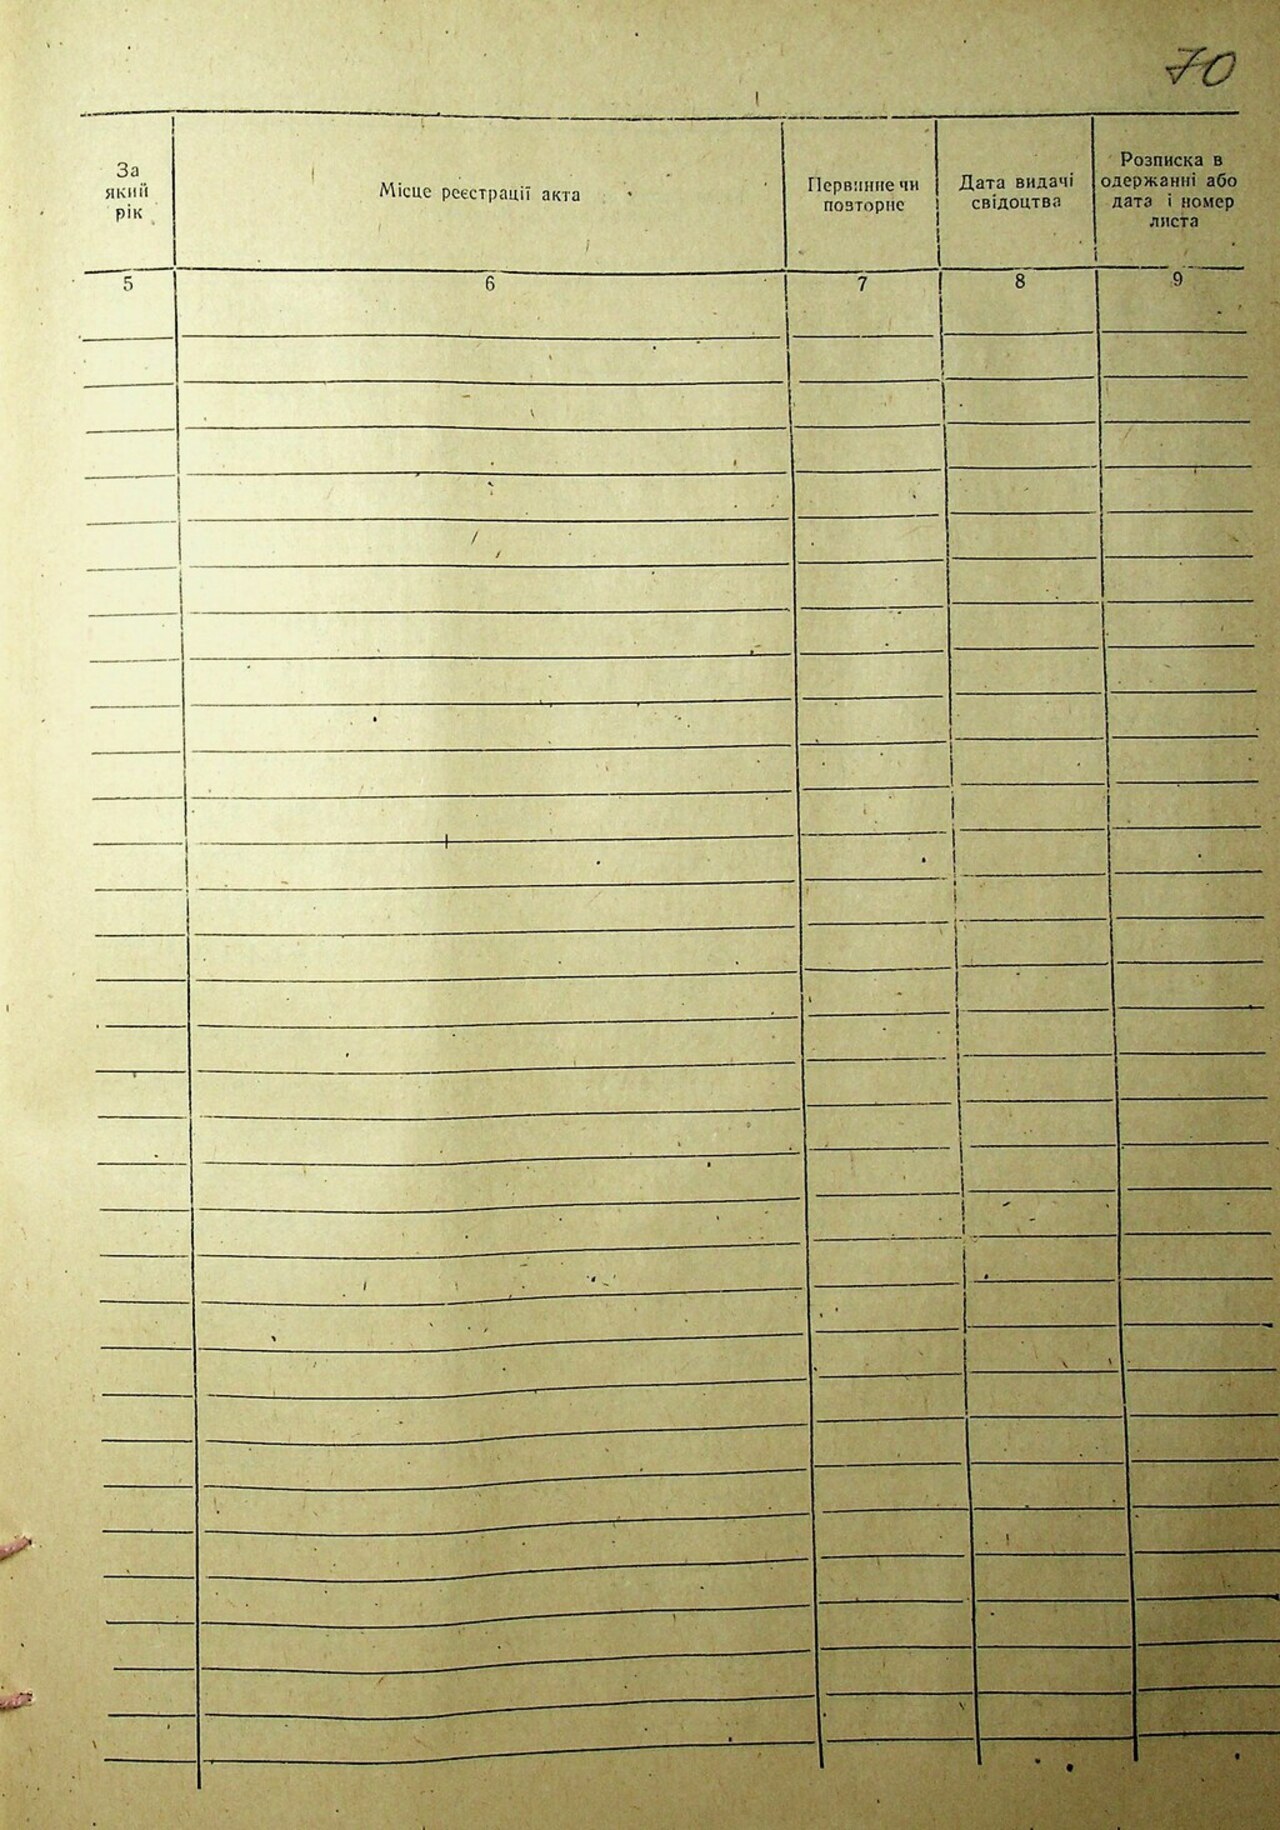 70
За
який
рік
Місце реєстрації акта
Первинне чи
повторне
Дата видачі
свідоцтва
Розписка в
одержанні або
дата і номер
листа
5 6 7 8 9